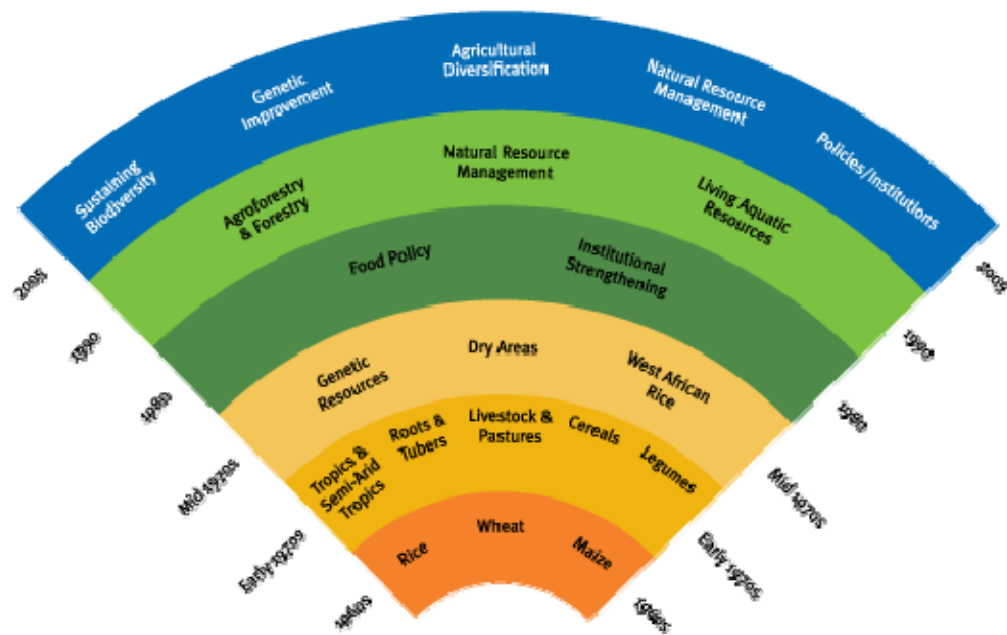 Agricultural
Diversification
Genetic
Improvement
Natural Resource
Management
Sustaining
Biodiversity
Policies/Institutions
Natural Resource
Management
Agroforestry
& Forestry
Living Aquatic
Resources
Food Policy
Institutional
Strengthening
Genetic
Resources
Dry Areas
West African
Rice
Tropics &
Semi-Arid
Tropics
Roots &
Tubers
Livestock &
Pastures
Cereals
Legumes
Rice
Wheat
Maize
2005
1990
1980
Mid 1970s
Early 1970s
1960s
2005
1990
1980
Mid 1970s
Early 1970s
1960s